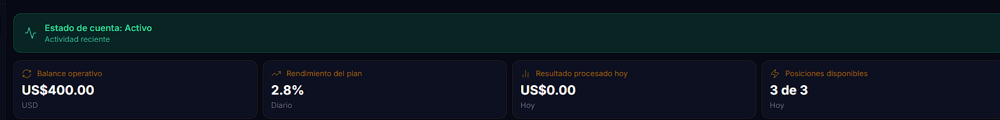 Estado de cuenta: Activo
Actividad reciente
Balance operativo
US$400.00
USD
Rendimiento del plan
2.8%
Diario
Resultado procesado hoy
US$0.00
Hoy
Posiciones disponibles
3 de 3
Hoy